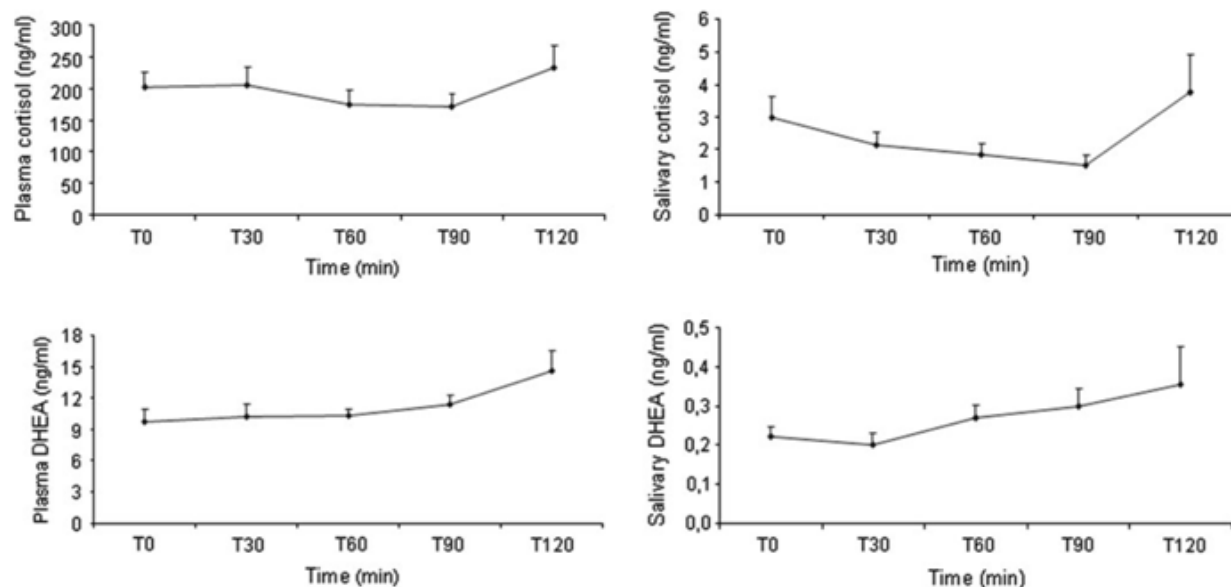 Plasma cortisol (ng/ml)
300
250
200
150
100
50
0
T0 T30 T60 T90 T120
Time (min)
Salivary cortisol (ng/ml)
6
5
4
3
2
1
0
T0 T30 T60 T90 T120
Time (min)
Plasma DHEA (ng/ml)
18
15
12
9
6
3
0
T0 T30 T60 T90 T120
Time (min)
Salivary DHEA (ng/ml)
0,5
0,4
0,3
0,2
0,1
0,0
T0 T30 T60 T90 T120
Time (min)